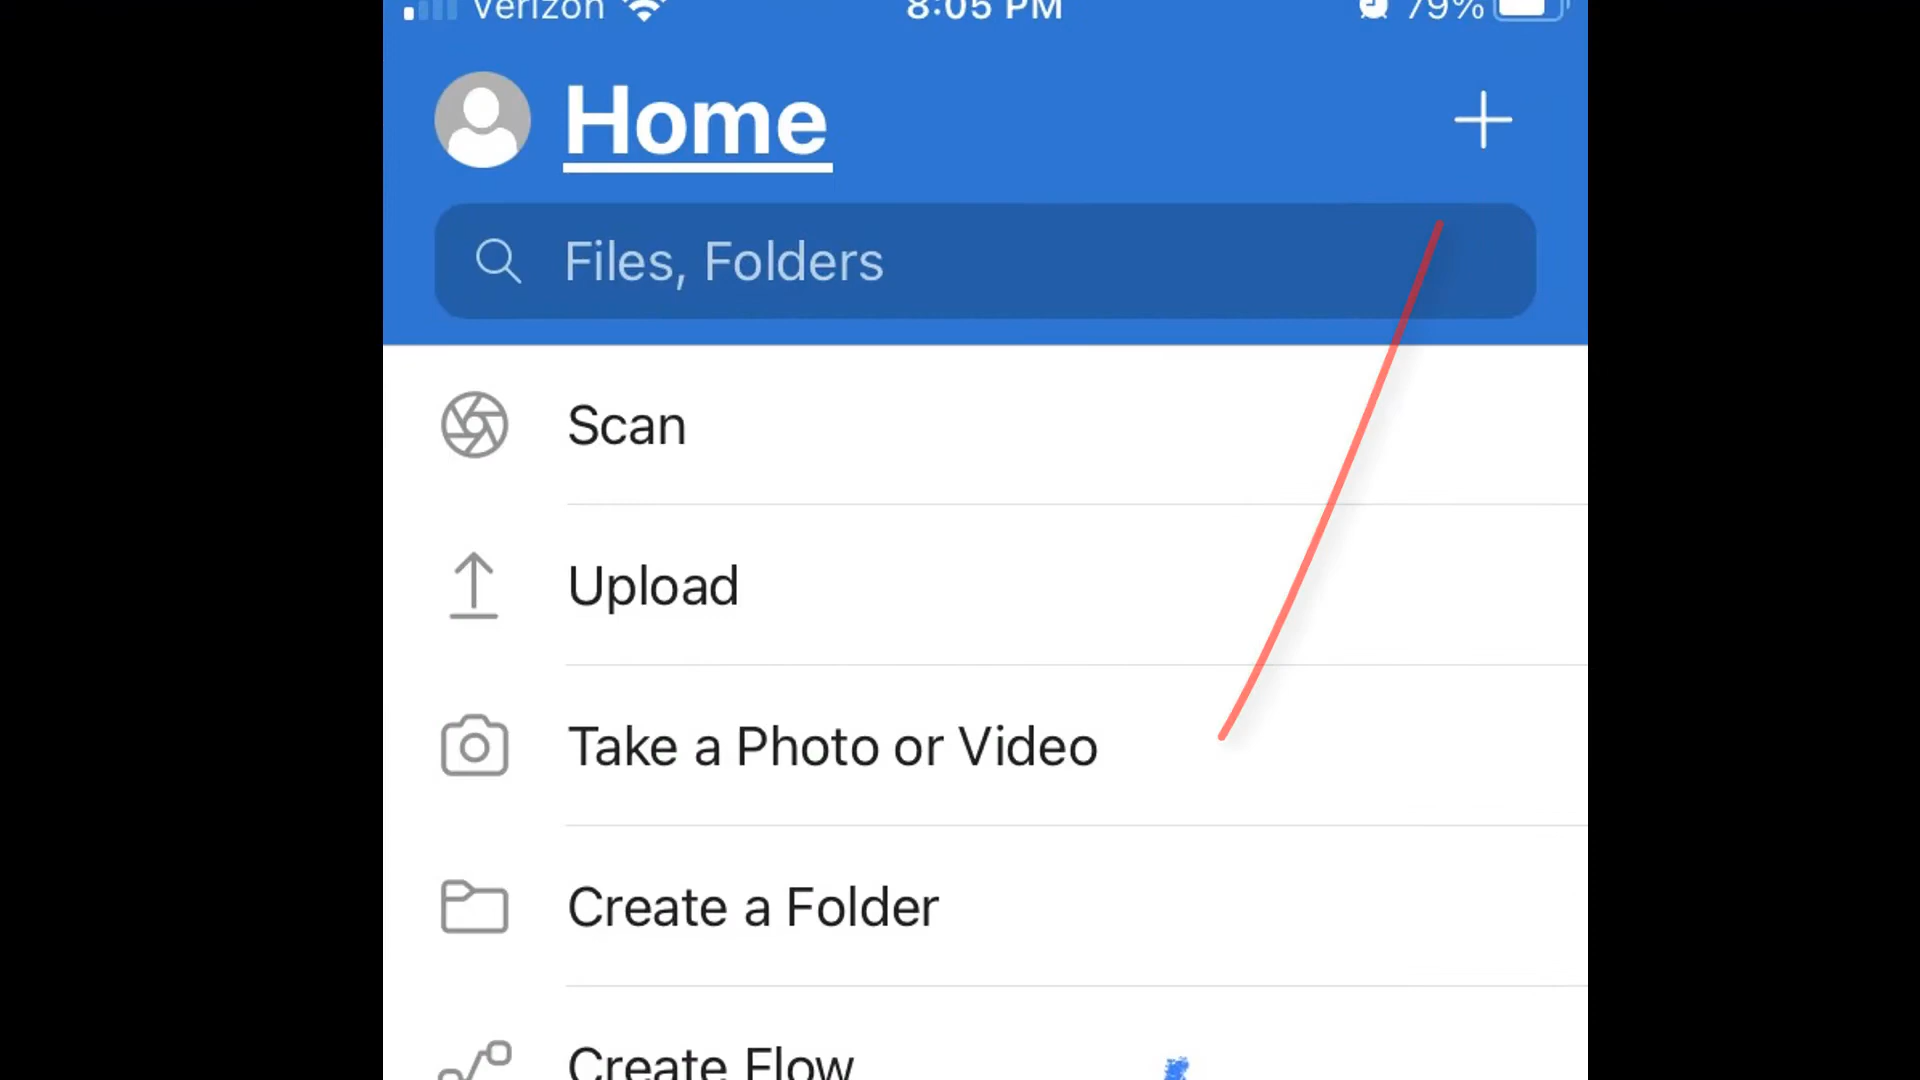 Verizon 8:05 PM 79%
Home
Files, Folders
Scan
Upload
Take a Photo or Video
Create a Folder
Create Flow